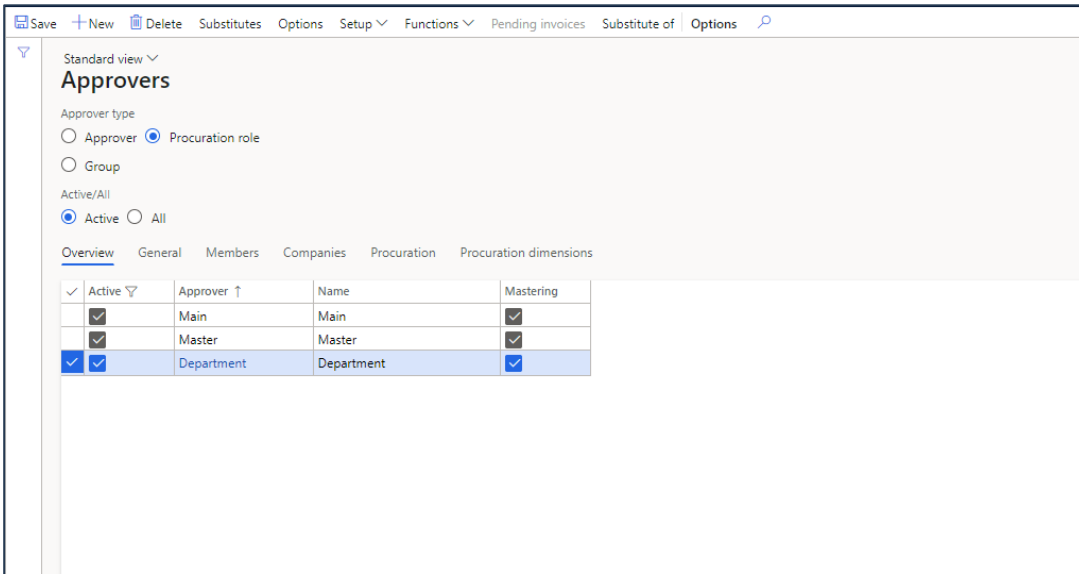 Save New Delete Substitutes Options Setup Functions Pending invoices Substitute of Options
Standard view
Approvers
Approver type
Approver Procuration role
Group
Active/All
Active All
Overview General Members Companies Procuration Procuration dimensions
Active Approver ↑ Name Mastering
Main Main
Master Master
Department Department